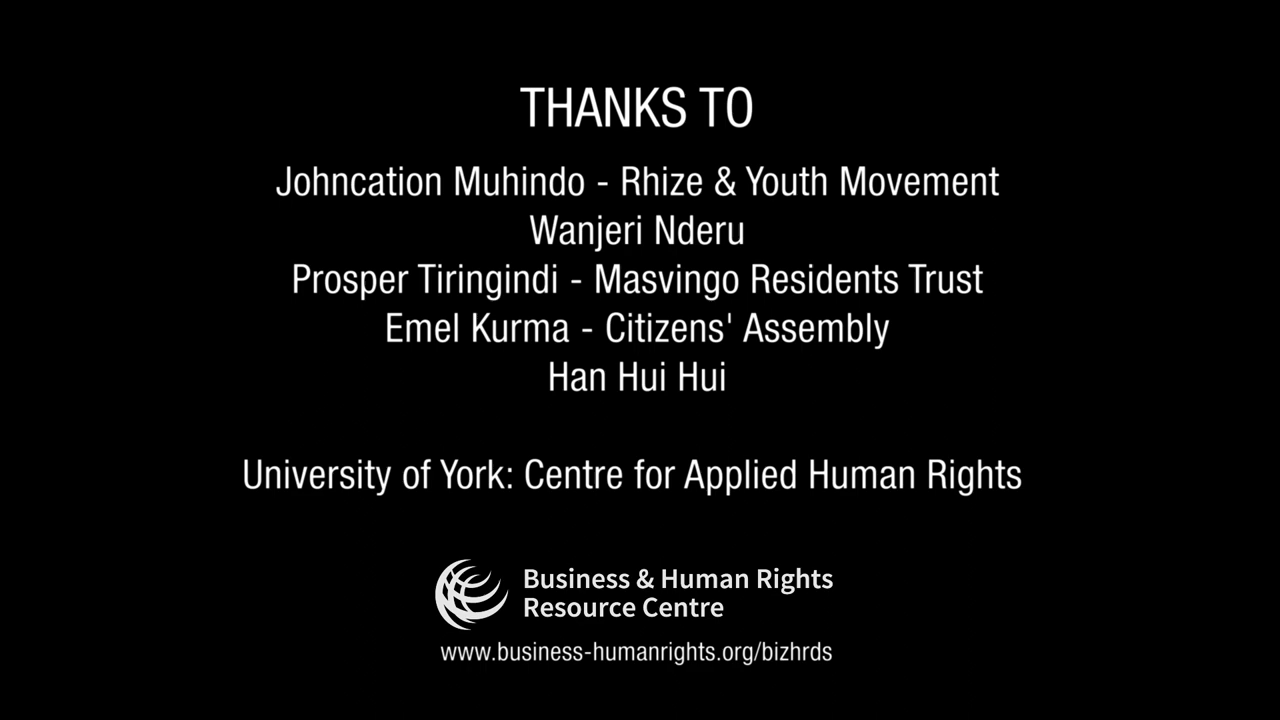 THANKS TO
Johncation Muhindo - Rhize & Youth Movement
Wanjeri Nderu
Prosper Tiringindi - Masvingo Residents Trust
Emel Kurma - Citizens' Assembly
Han Hui Hui
University of York: Centre for Applied Human Rights
Business & Human Rights
Resource Centre
www.business-humanrights.org/bizhrds